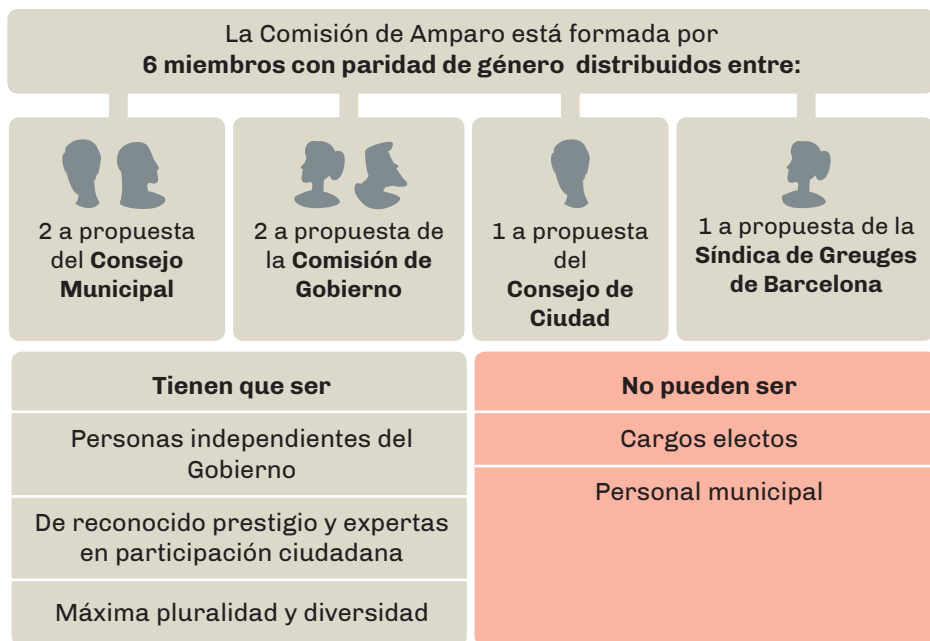 La Comisión de Amparo está formada por
6 miembros con paridad de género distribuidos entre:
2 a propuesta
del Consejo
Municipal
2 a propuesta de
la Comisión de
Gobierno
1 a propuesta
del
Consejo de
Ciudad
1 a propuesta de la
Síndica de Greuges
de Barcelona
Tienen que ser
Personas independientes del
Gobierno
De reconocido prestigio y expertas
en participación ciudadana
Máxima pluralidad y diversidad
No pueden ser
Cargos electos
Personal municipal